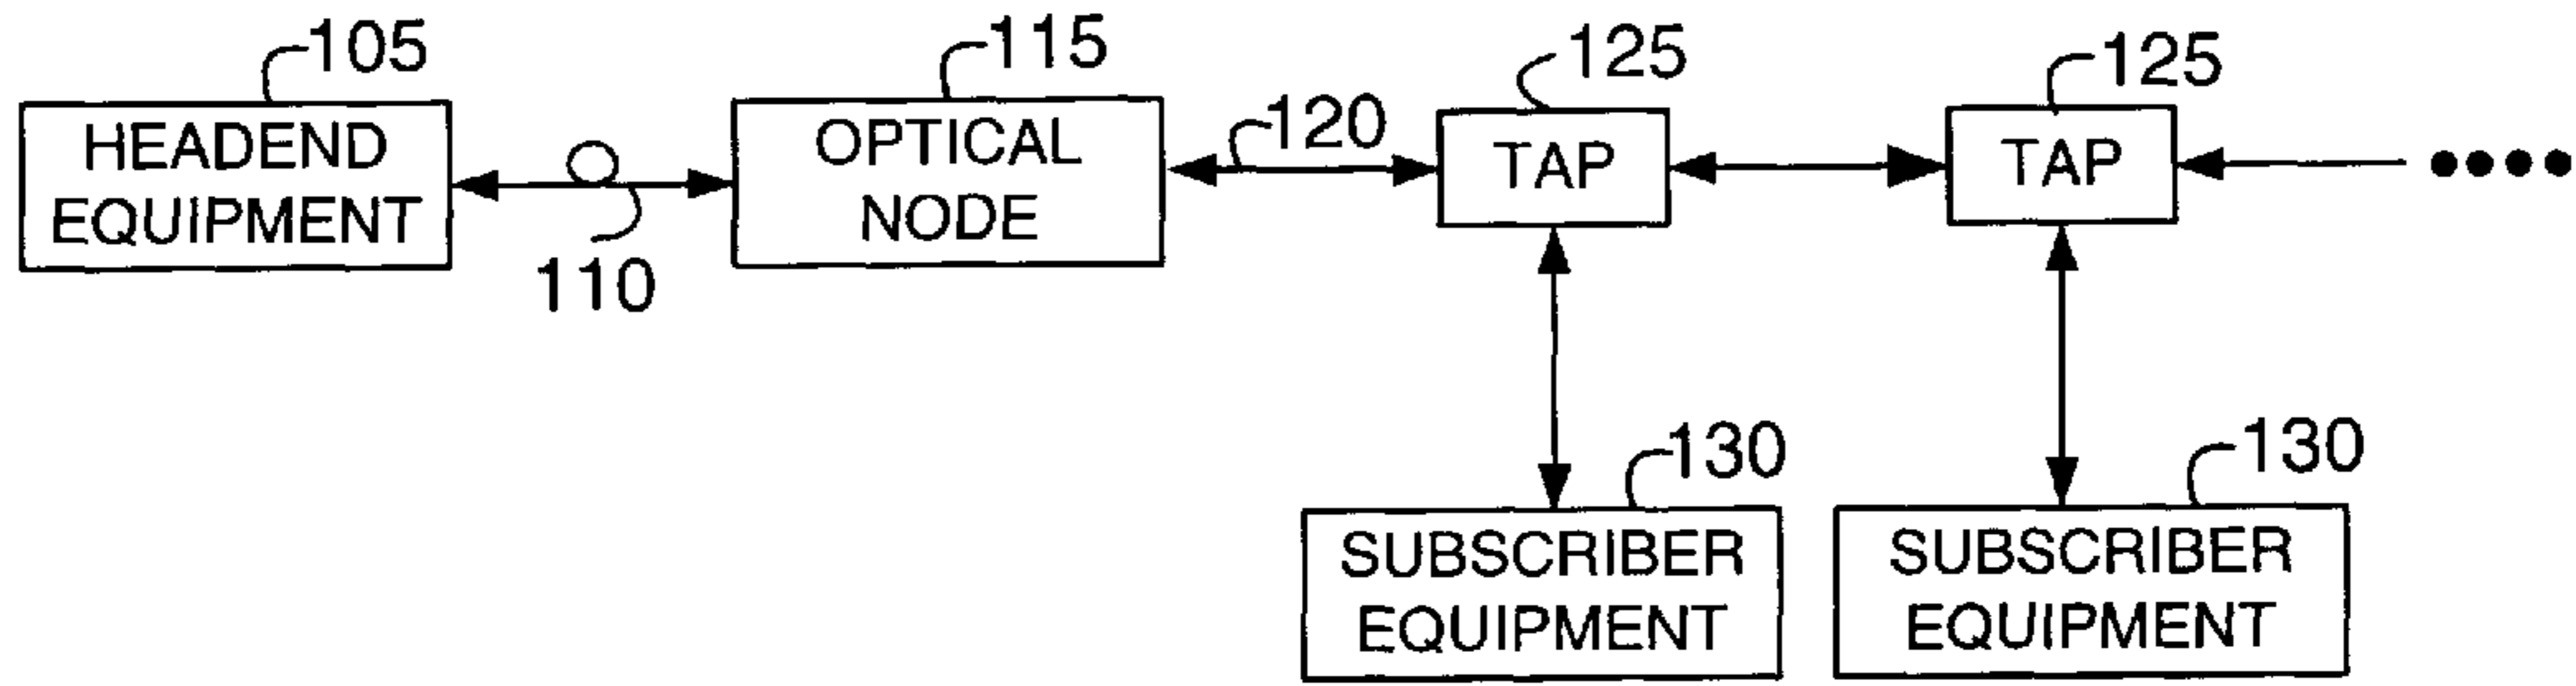 105
115
125
125
120
HEADEND
EQUIPMENT
OPTICAL
NODE
TAP
TAP
110
130
130
SUBSCRIBER
EQUIPMENT
SUBSCRIBER
EQUIPMENT